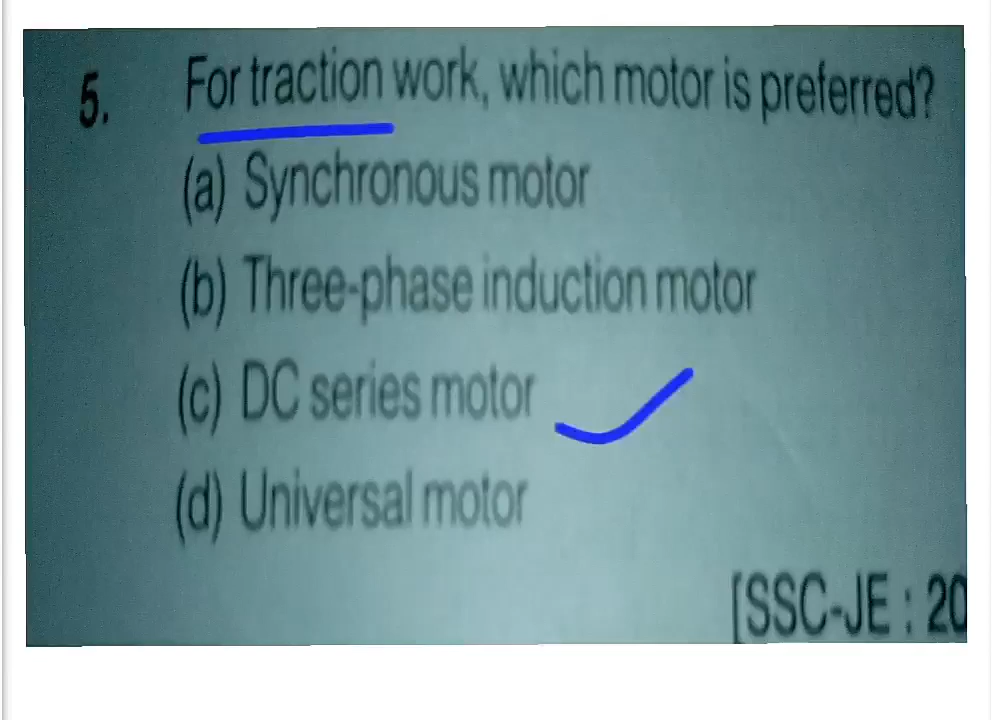 5. For traction work, which motor is preferred?
(a) Synchronous motor
(b) Three-phase induction motor
(c) DC series motor
(d) Universal motor
[SSC-JE : 20